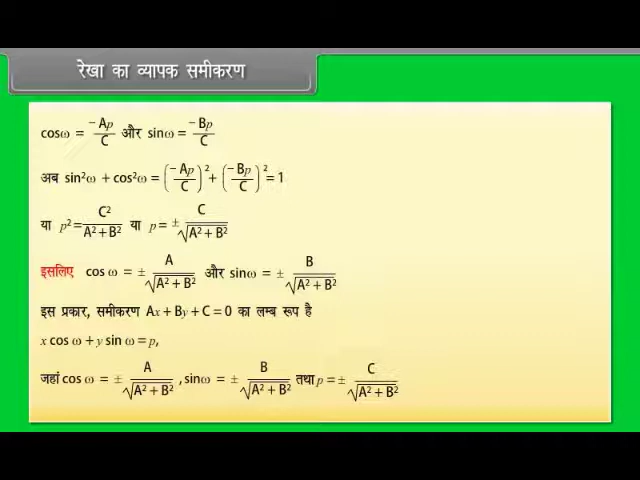 रेखा का व्यापक समीकरण
cosω = −Ap/C और sinω = −Bp/C
अब sin²ω + cos²ω = (−Ap/C)² + (−Bp/C)² = 1
या p² = C²/A² + B² या p = ± C/√A² + B²
इसलिए cos ω = ± A/√A² + B² और sinω = ± B/√A² + B²
इस प्रकार, समीकरण Ax + By + C = 0 का लम्ब रूप है
x cos ω + y sin ω = p,
जहां cos ω = ± A/√A² + B² , sinω = ± B/√A² + B² तथा p = ± C/√A² + B²